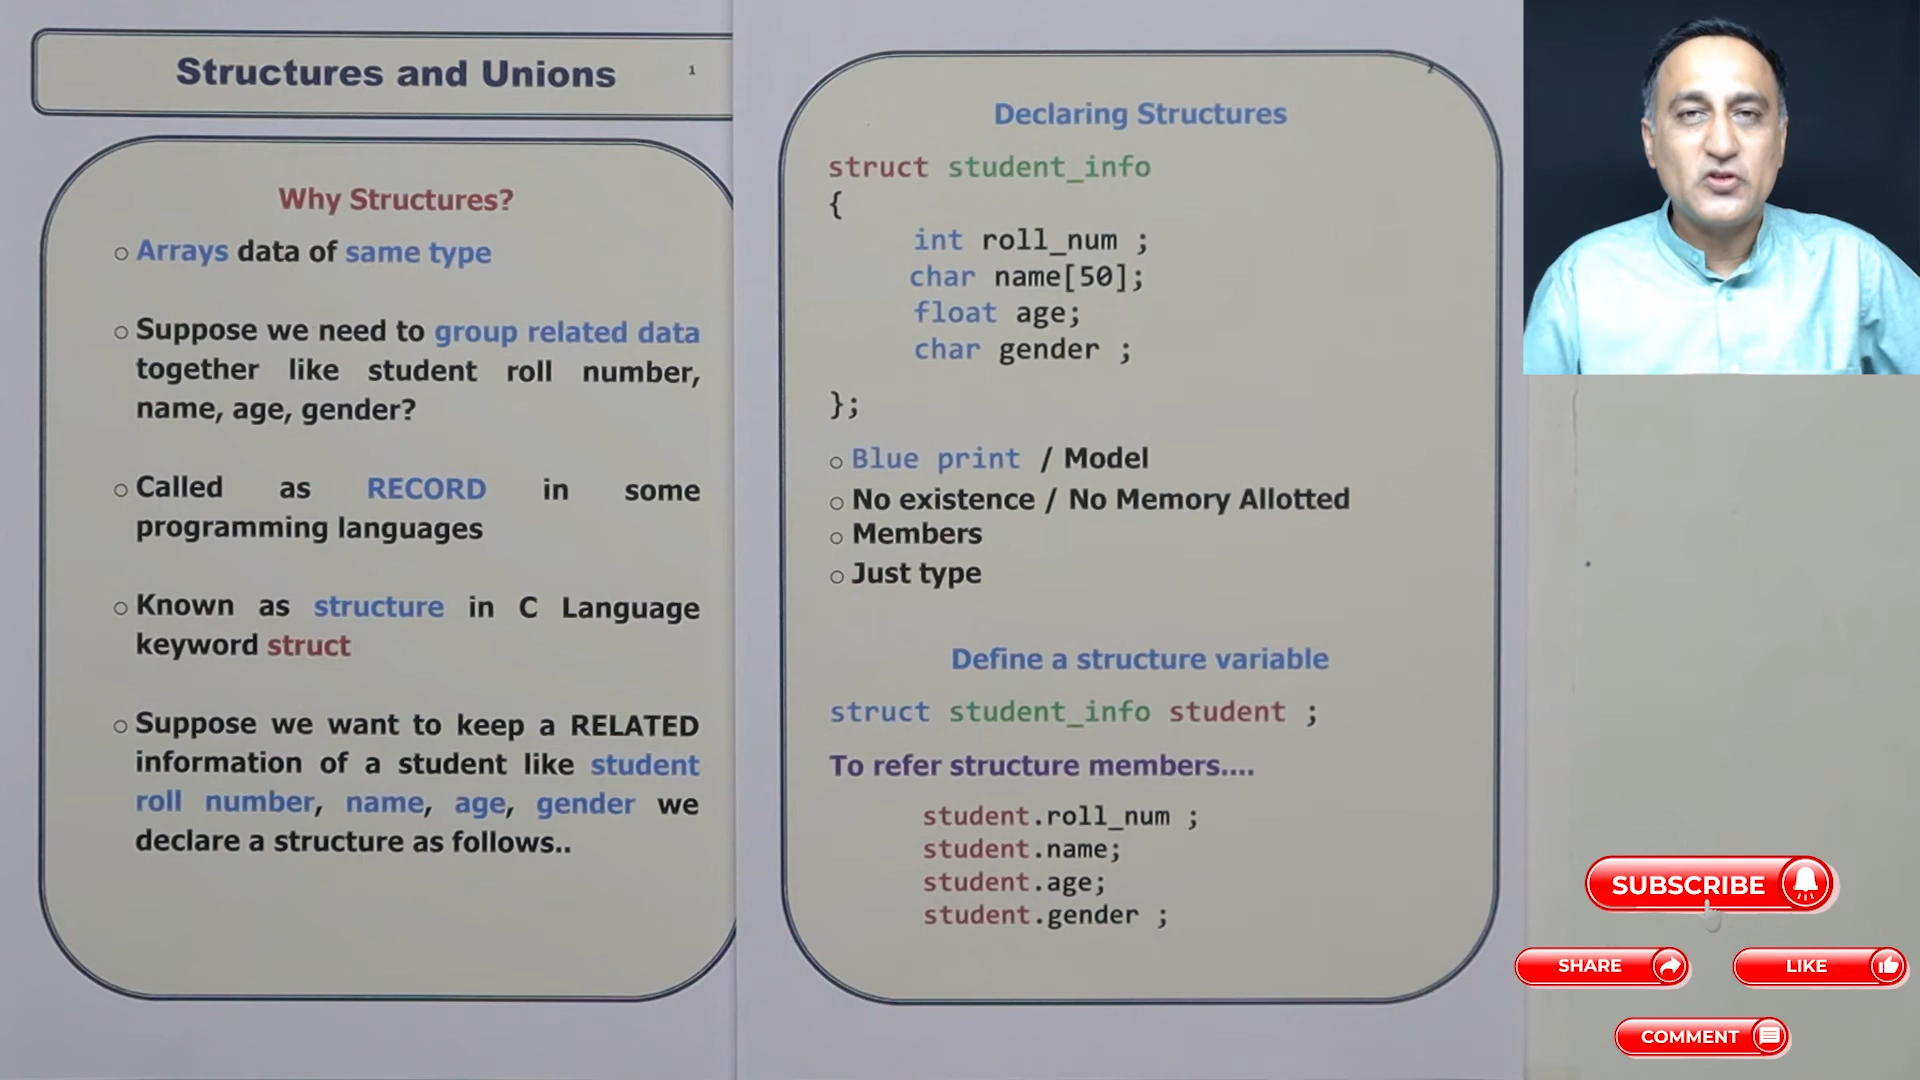 Structures and Unions
1
Why Structures?
Arrays data of same type
Suppose we need to group related data
together like student roll number,
name, age, gender?
Called as RECORD in some
programming languages
Known as structure in C Language
keyword struct
Suppose we want to keep a RELATED
information of a student like student
roll number, name, age, gender we
declare a structure as follows..
2
Declaring Structures
struct student_info
{
int roll_num ;
char name[50];
float age;
char gender ;
};
Blue print / Model
No existence / No Memory Allotted
Members
Just type
Define a structure variable
struct student_info student ;
To refer structure members....
student.roll_num ;
student.name;
student.age;
student.gender ;
SUBSCRIBE
SHARE
LIKE
COMMENT